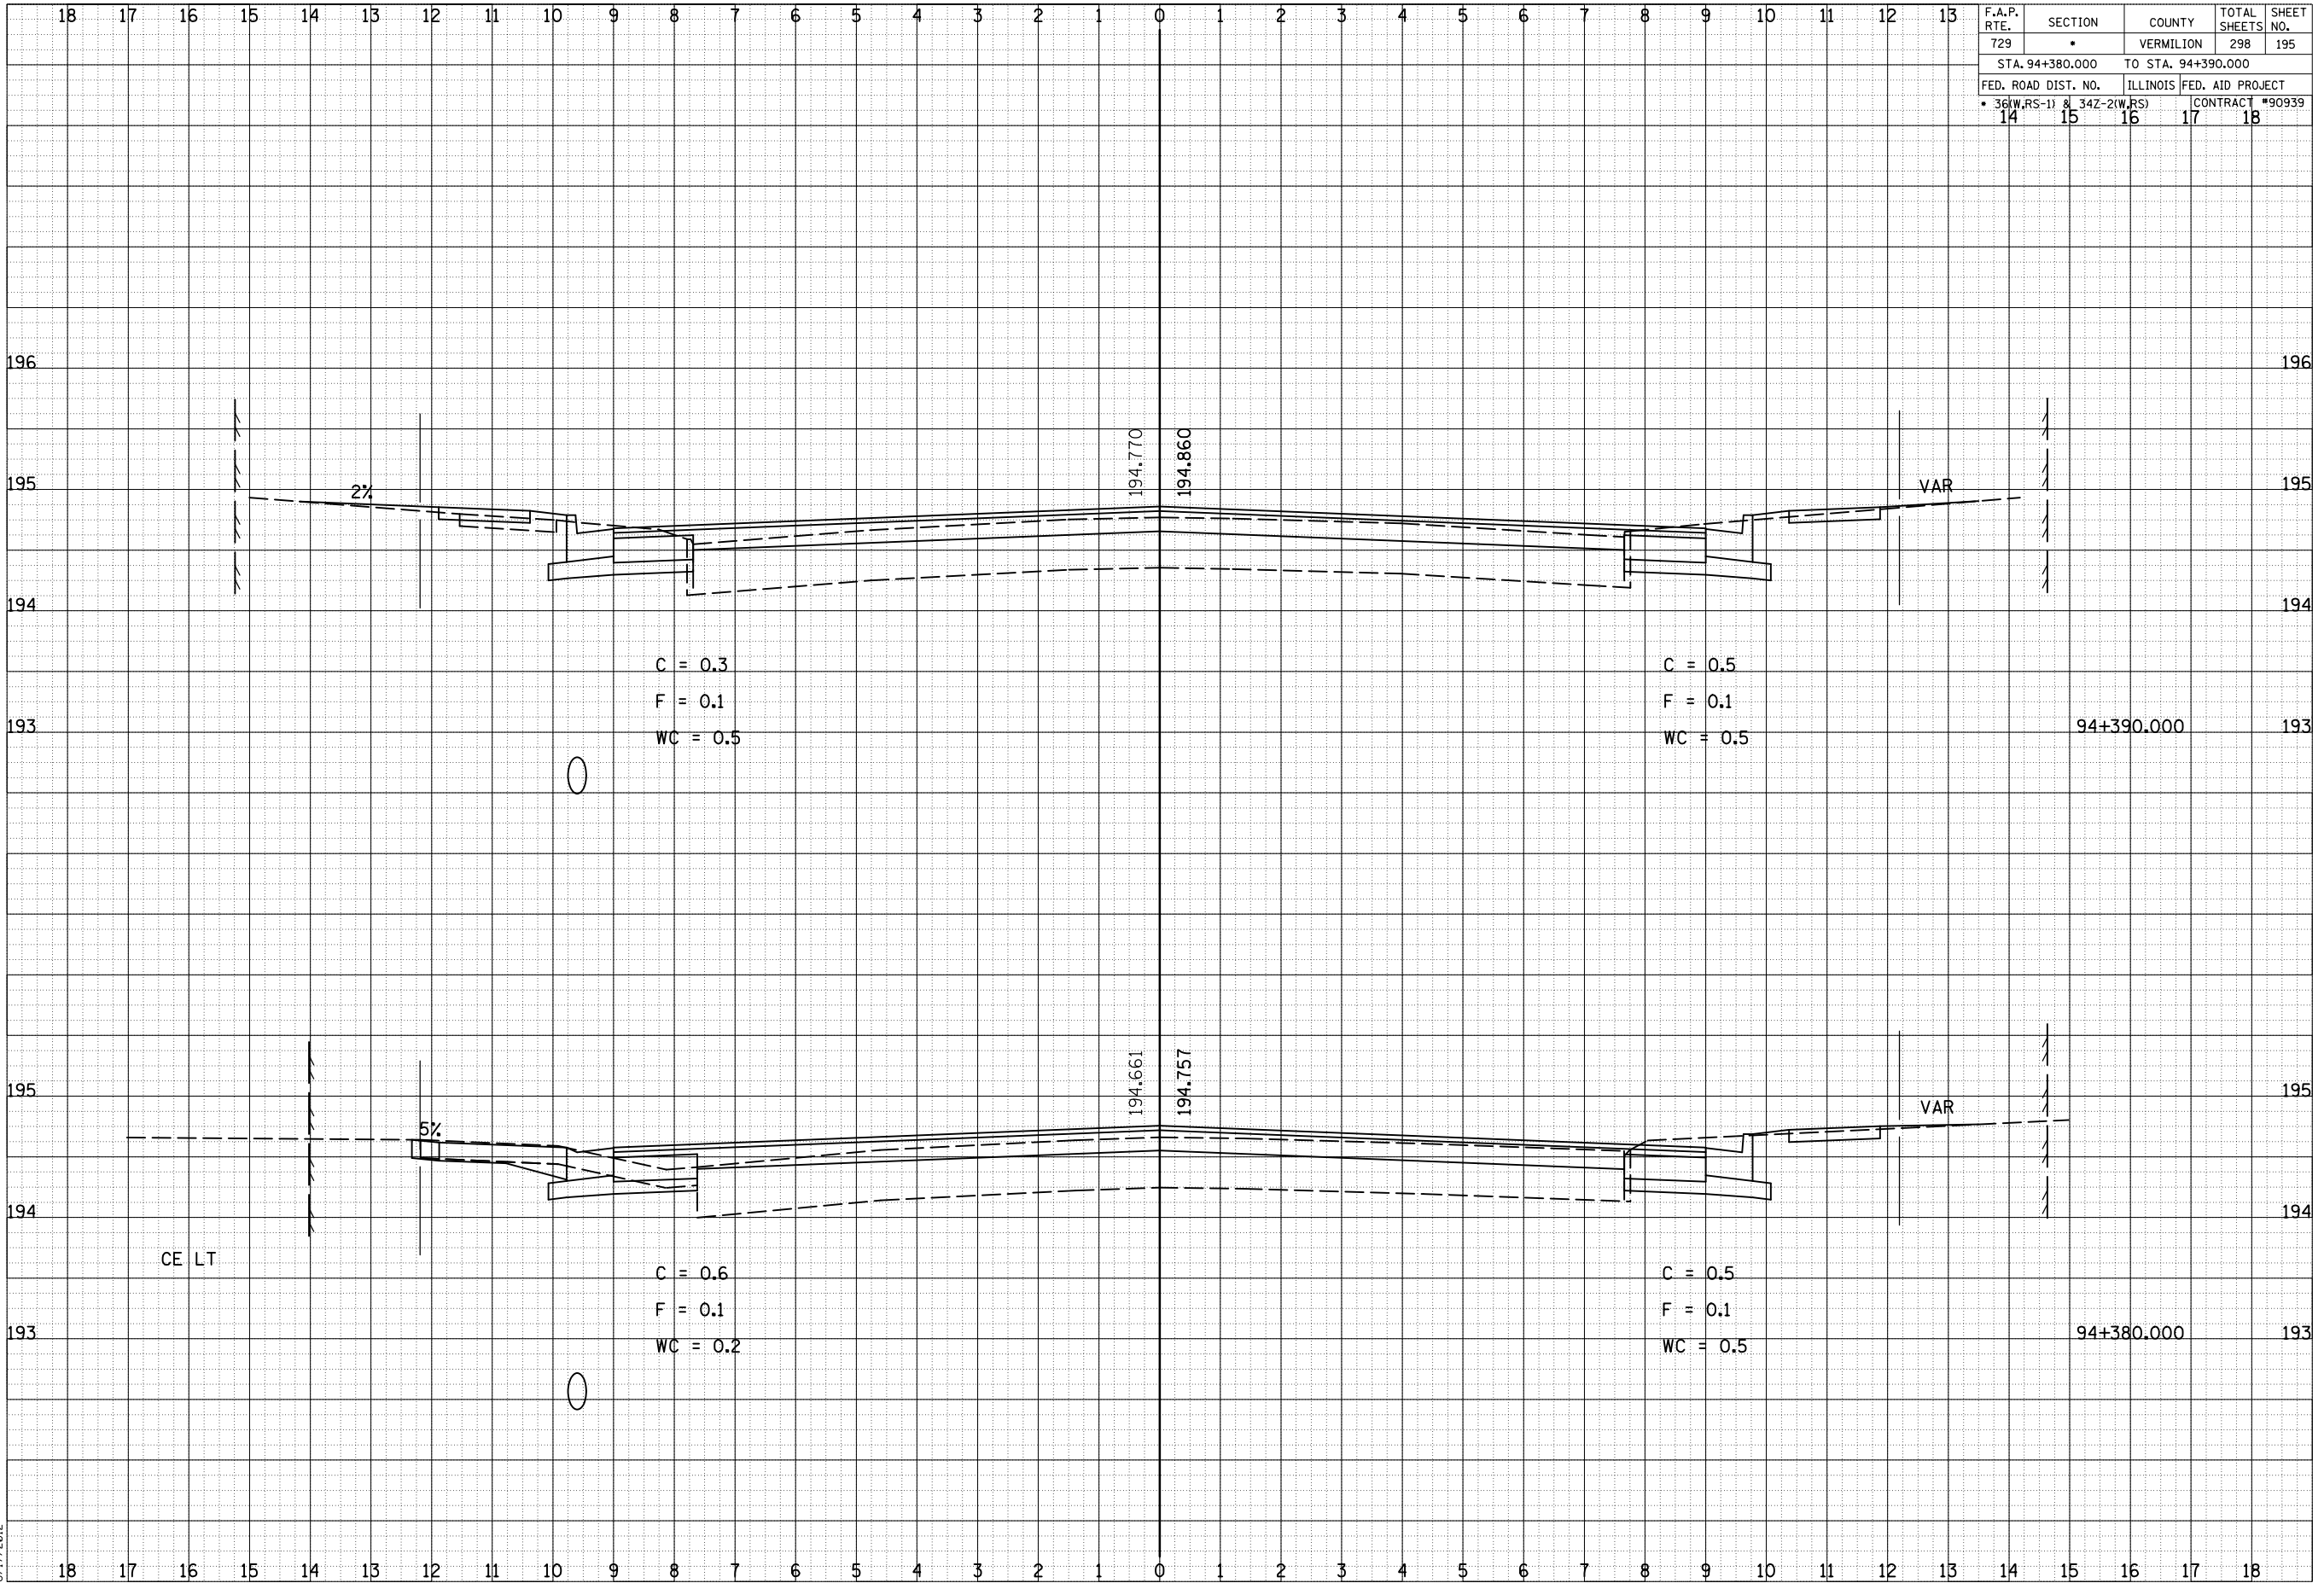 18 17 16 15 14 13 12 11 10 9 8 7 6 5 4 3 2 1 0 1 2 3 4 5 6 7 8 9 10 11 12 13
F.A.P. RTE. SECTION COUNTY TOTAL SHEETS SHEET NO.
729 * VERMILION 298 195
STA. 94+380.000 TO STA. 94+390.000
FED. ROAD DIST. NO. ILLINOIS FED. AID PROJECT
* 36(W,RS-1) & 34Z-2(W,RS) CONTRACT #90939
14 15 16 17 18
196 196
194.770 194.860
195 2% VAR 195
194 194
C = 0.3 C = 0.5
F = 0.1 F = 0.1
193 WC = 0.5 WC = 0.5 94+390.000 193
194.661 194.757
195 VAR 195
5%
194 194
CE LT
C = 0.6 C = 0.5
F = 0.1 F = 0.1
193 94+380.000 193
WC = 0.2 WC = 0.5
18 17 16 15 14 13 12 11 10 9 8 7 6 5 4 3 2 1 0 1 2 3 4 5 6 7 8 9 10 11 12 13 14 15 16 17 18